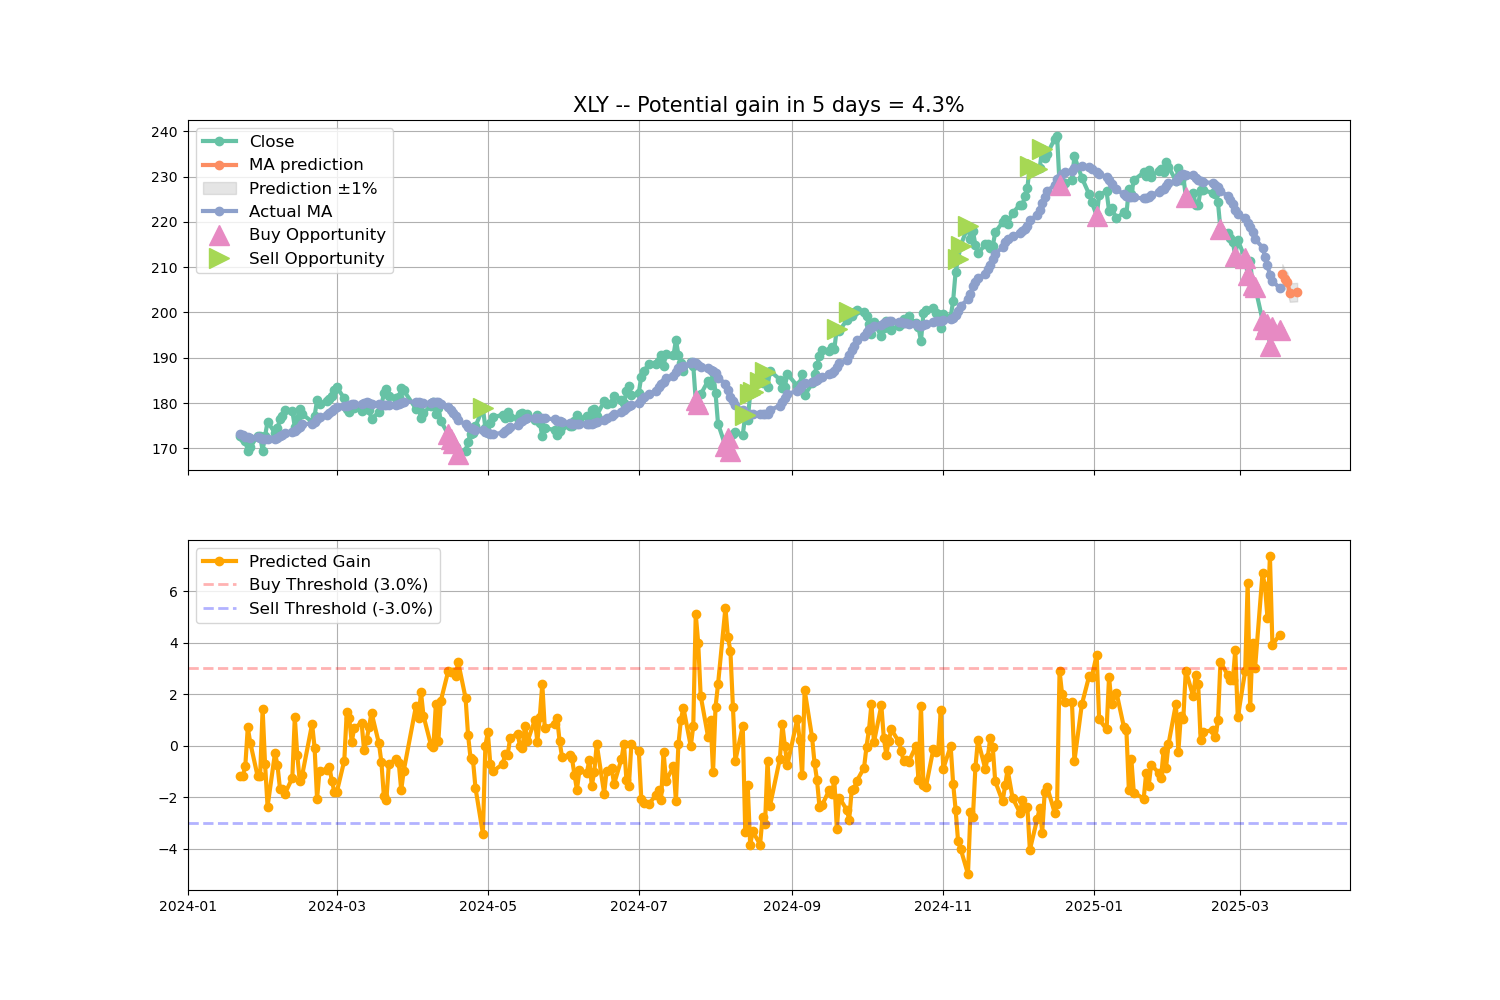 XLY -- Potential gain in 5 days = 4.3%
240
230
220
210
200
190
180
170
Close
MA prediction
Prediction ±1%
Actual MA
Buy Opportunity
Sell Opportunity
6
4
2
0
−2
−4
Predicted Gain
Buy Threshold (3.0%)
Sell Threshold (-3.0%)
2024-01
2024-03
2024-05
2024-07
2024-09
2024-11
2025-01
2025-03